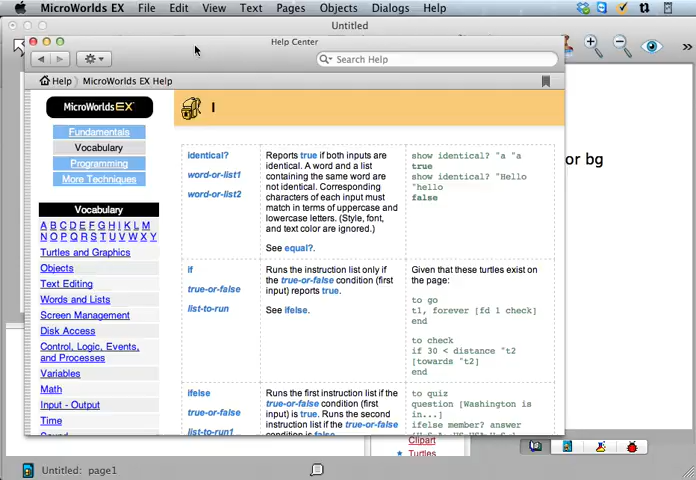 MicroWorlds EX File Edit View Text Pages Objects Dialogs Help
Untitled
Help Center
Search Help
Help MicroWorlds EX Help
MicroWorlds EX
Fundamentals
Vocabulary
Programming
More Techniques
Vocabulary
A B C D E F G H I K L M
N O P Q R S T U V W X Y
Turtles and Graphics
Objects
Text Editing
Words and Lists
Screen Management
Disk Access
Control, Logic, Events,
and Processes
Variables
Math
Input - Output
Time
I
identical?
word-or-list1
word-or-list2
Reports true if both inputs are
identical. A word and a list
containing the same word are
not identical. Corresponding
characters of each input must
match in terms of uppercase and
lowercase letters. (Style, font,
and text color are ignored.)
See equal?.
show identical? "a "a
true
show identical? "Hello
"hello
false
if
true-or-false
list-to-run
Runs the instruction list only if
the true-or-false condition (first
input) reports true.
See ifelse.
Given that these turtles exist on
the page:
to go
t1, forever [fd 1 check]
end
to check
if 30 < distance "t2
[towards "t2]
end
ifelse
true-or-false
list-to-run1
Runs the first instruction list if the
true-or-false condition (first
input) is true. Runs the second
instruction list if the true-or-false
condition is false.
to quiz
question [Washington is
in...]
ifelse member? answer
or bg
Clipart
Turtles
Untitled: page1